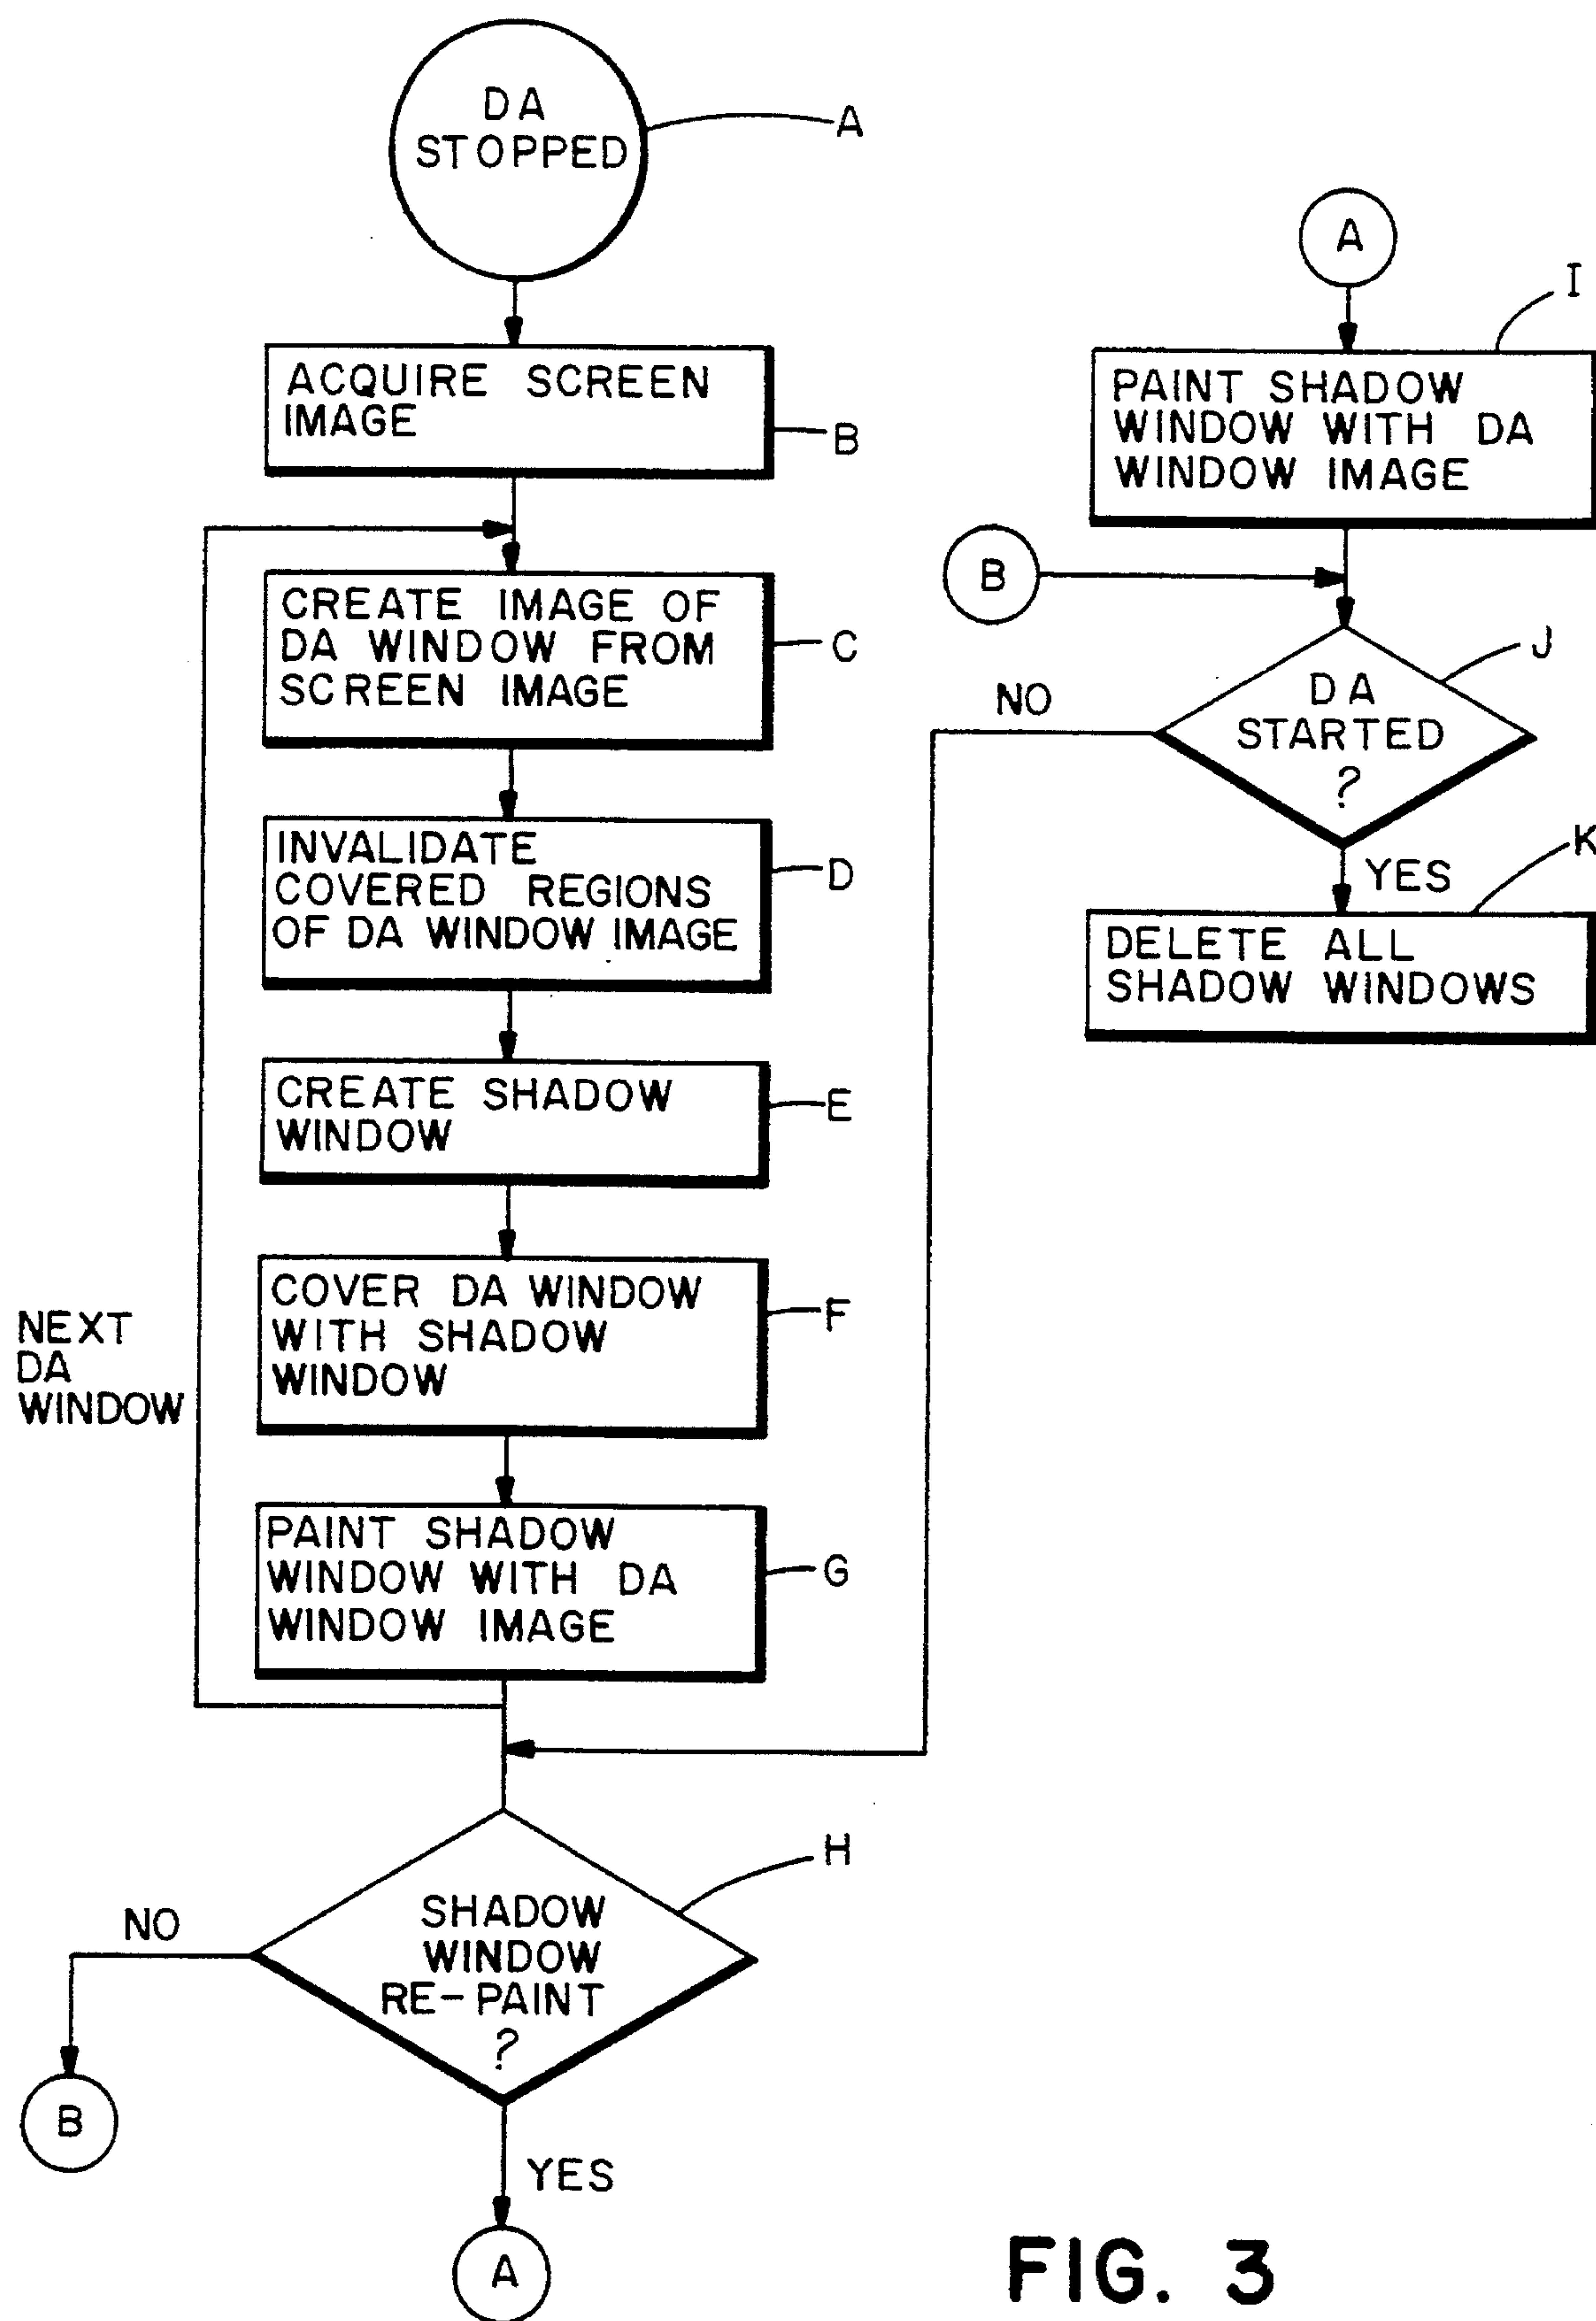 DA
STOPPED
A
ACQUIRE SCREEN
IMAGE
B
CREATE IMAGE OF
DA WINDOW FROM
SCREEN IMAGE
C
INVALIDATE
COVERED REGIONS
OF DA WINDOW IMAGE
D
CREATE SHADOW
WINDOW
E
COVER DA WINDOW
WITH SHADOW
WINDOW
F
NEXT
DA
WINDOW
PAINT SHADOW
WINDOW WITH DA
WINDOW IMAGE
G
SHADOW
WINDOW
RE-PAINT
?
H
NO
B
YES
A
A
I
PAINT SHADOW
WINDOW WITH DA
WINDOW IMAGE
B
J
DA
STARTED
?
NO
YES
K
DELETE ALL
SHADOW WINDOWS
FIG. 3